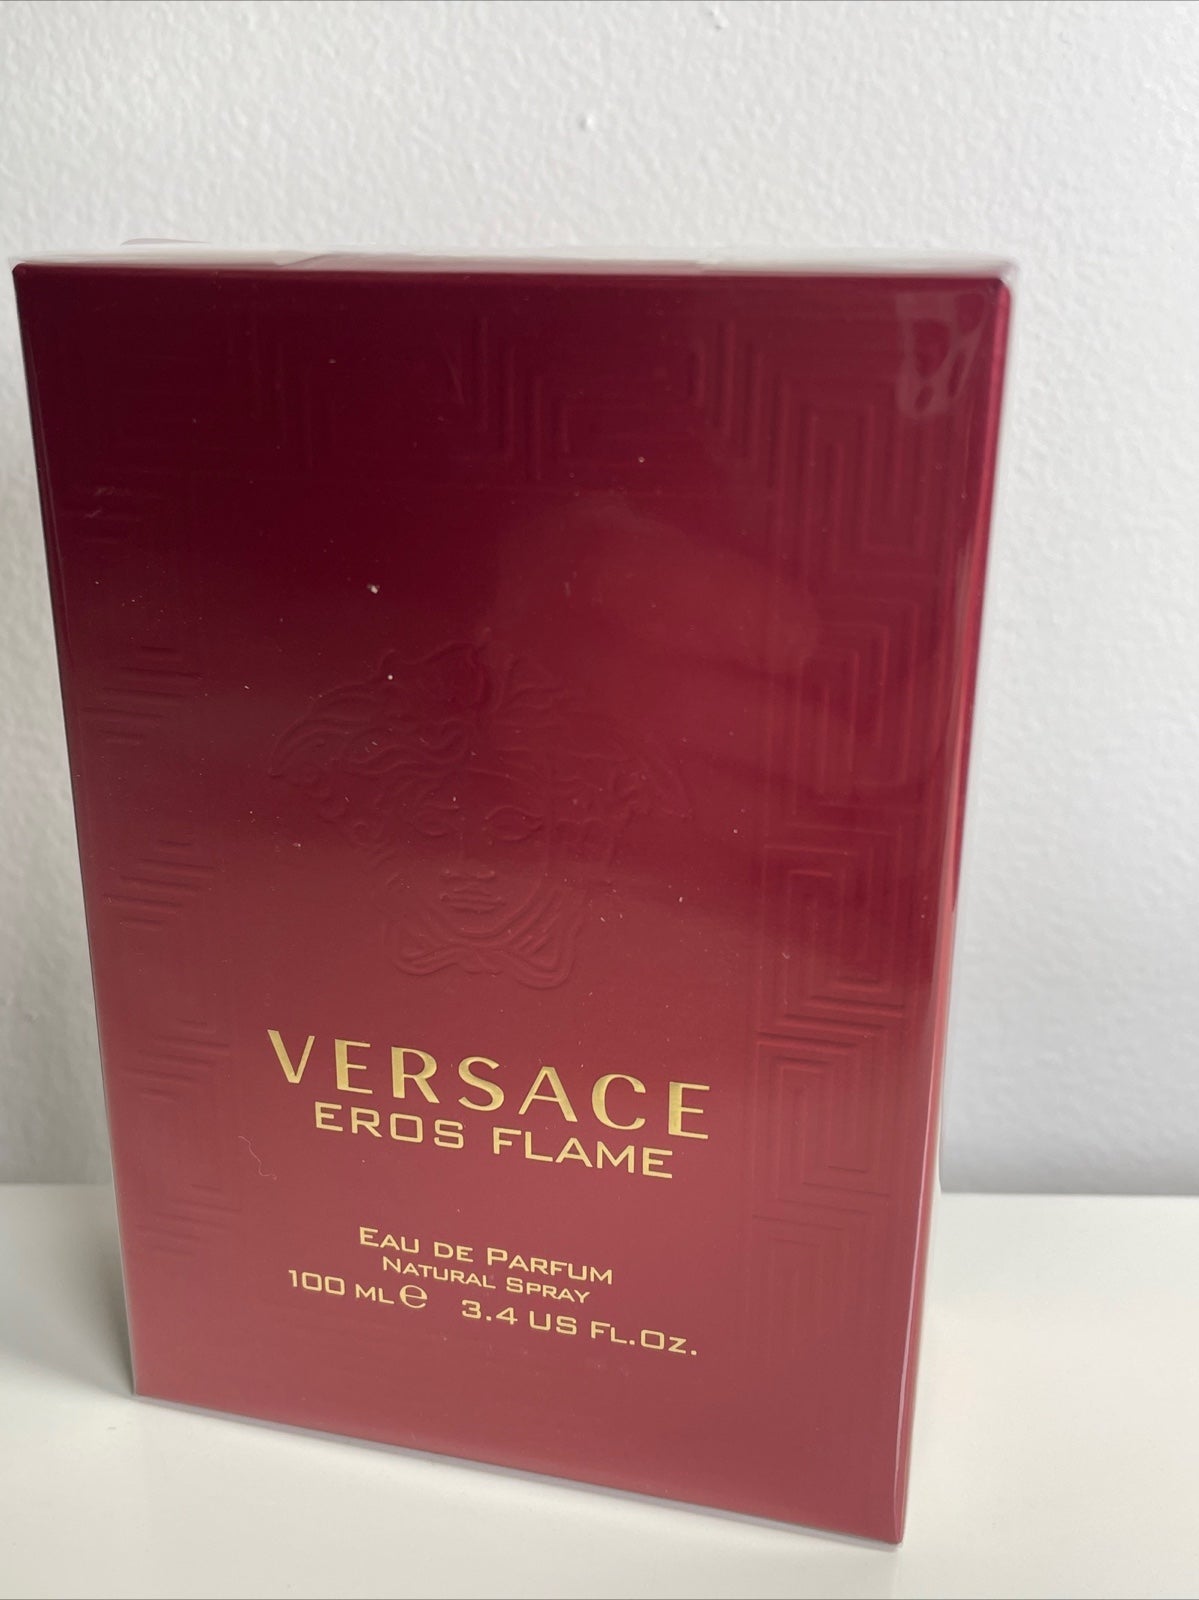 VERSACE
EROS FLAME
EAU DE PARFUM
NATURAL SPRAY
100 ML ℮ 3.4 US FL.OZ.